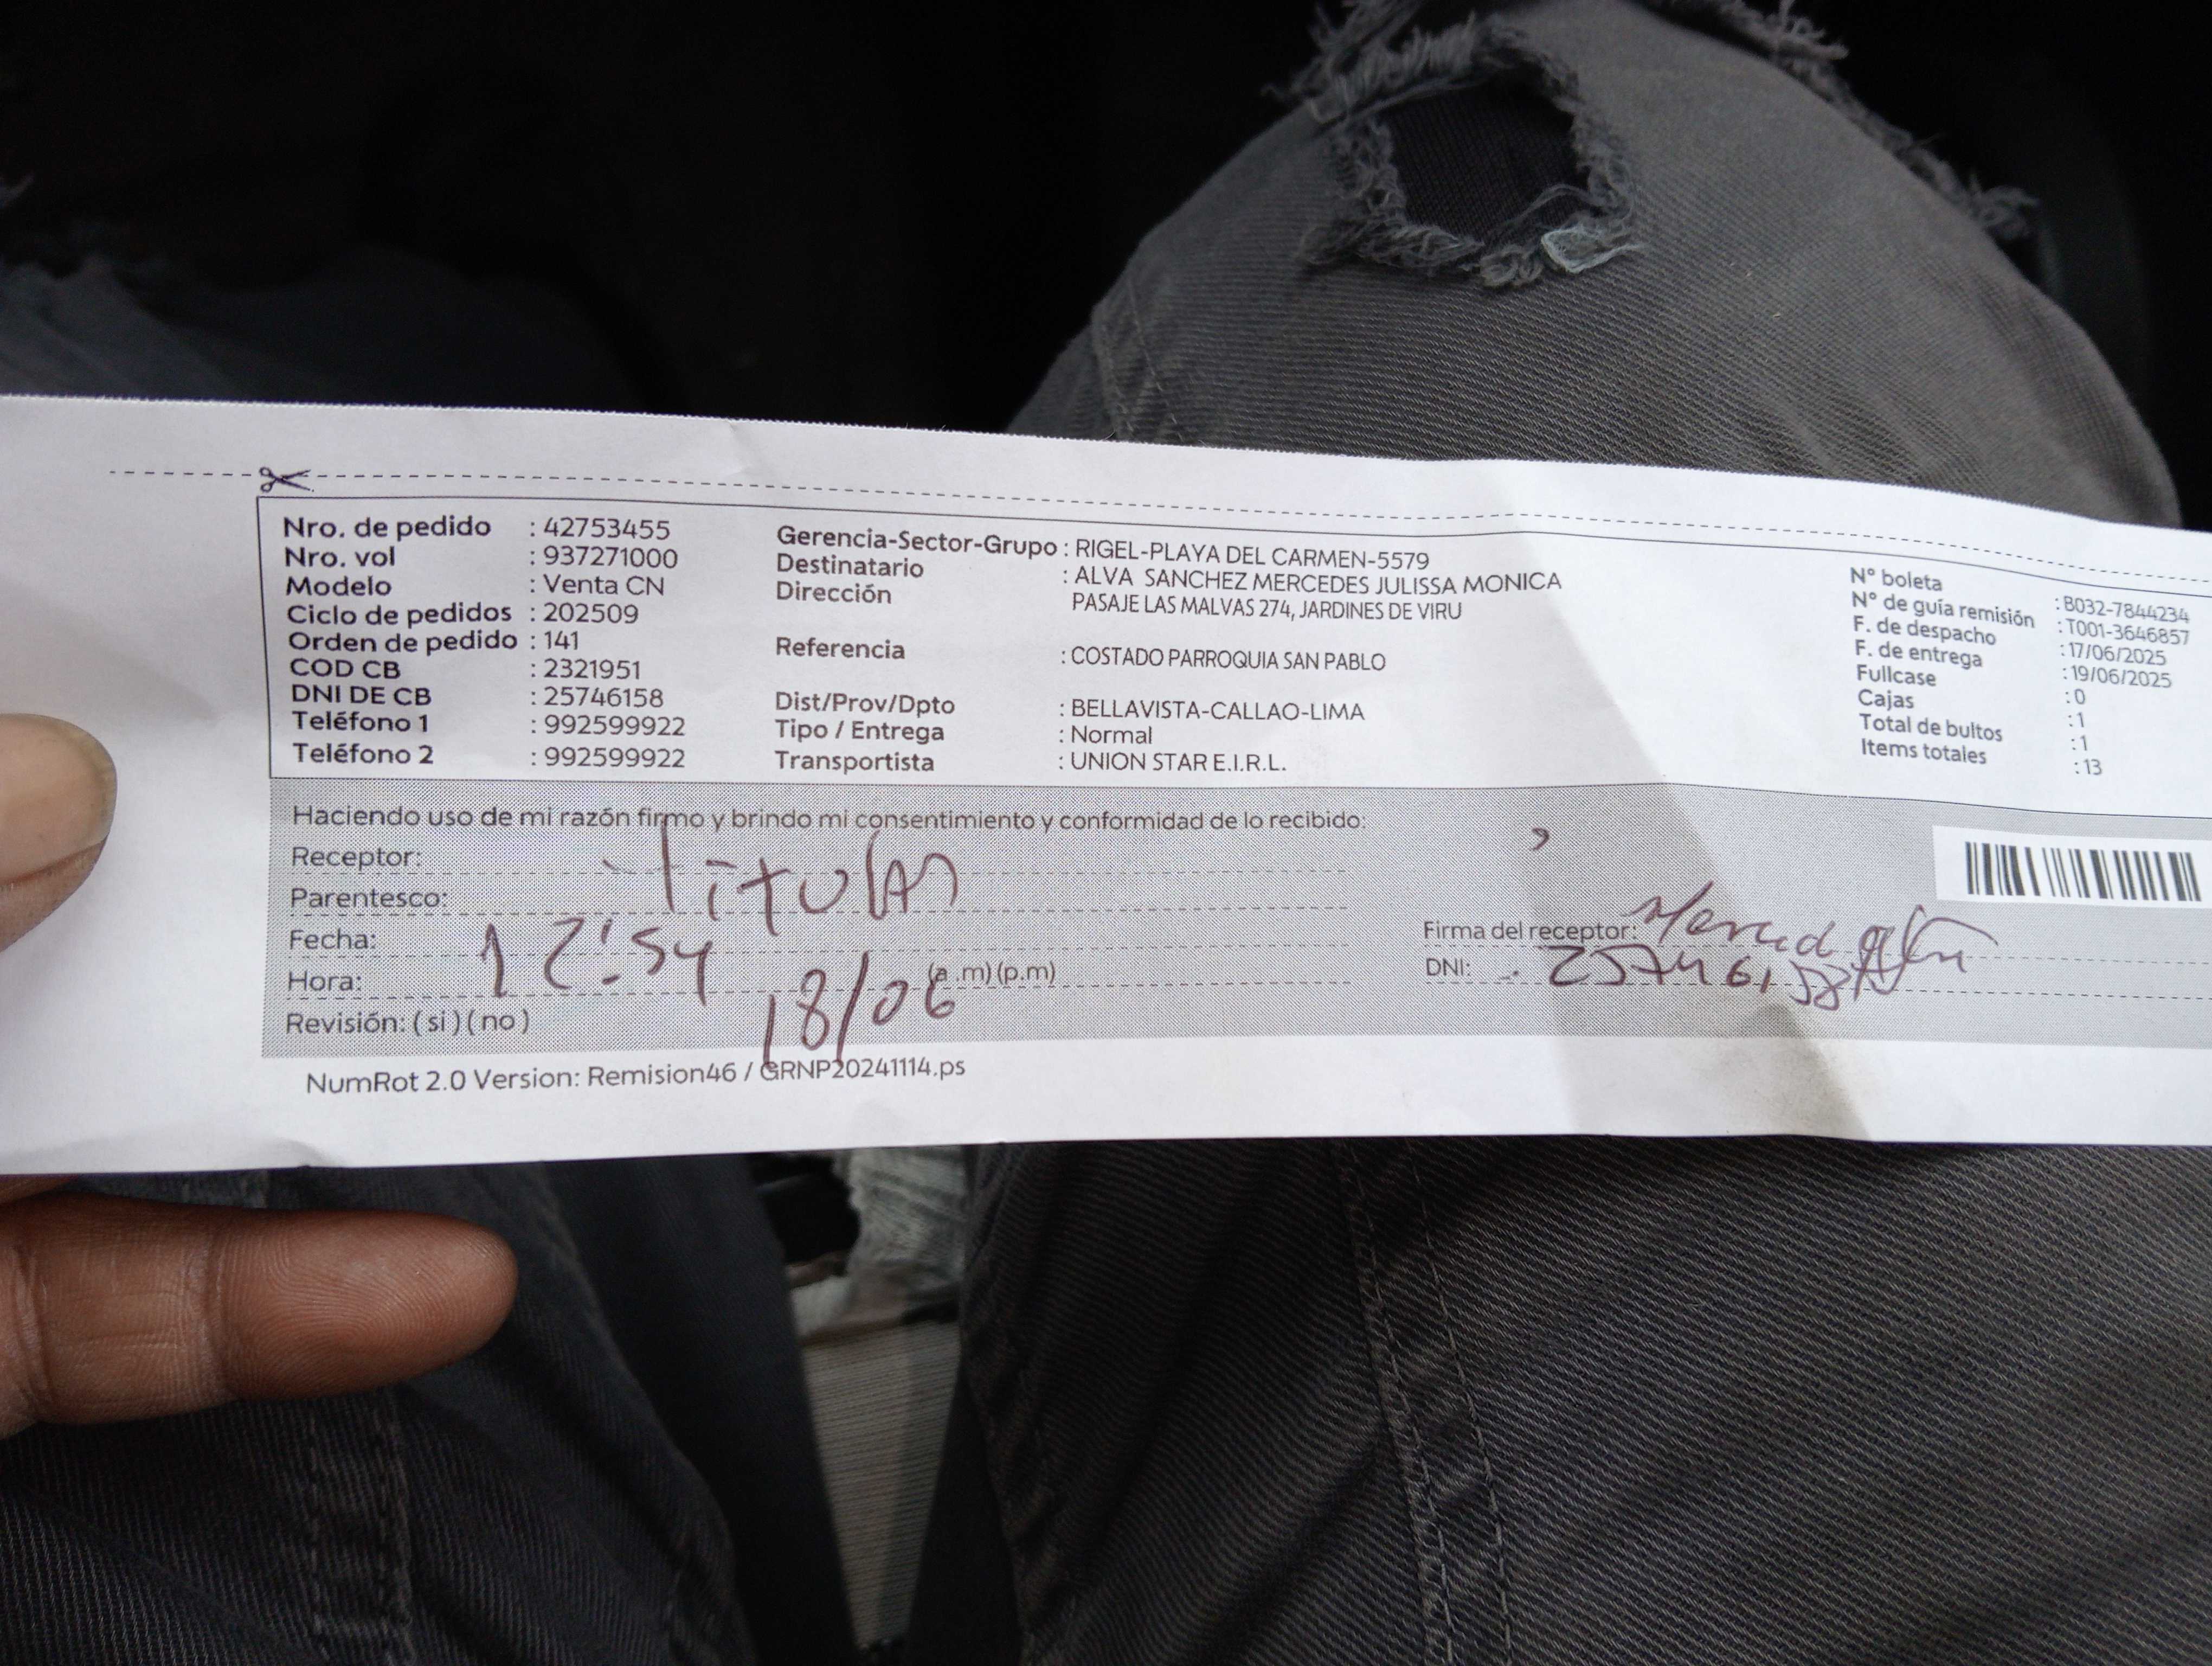 Nro. de pedido : 42753455
Nro. vol : 937271000
Modelo : Venta CN
Ciclo de pedidos : 202509
Orden de pedido : 141
COD CB : 2321951
DNI DE CB : 25746158
Teléfono 1 : 992599922
Teléfono 2 : 992599922
Gerencia-Sector-Grupo : RIGEL-PLAYA DEL CARMEN-5579
Destinatario : ALVA SANCHEZ MERCEDES JULISSA MONICA
Dirección PASAJE LAS MALVAS 274, JARDINES DE VIRU
Referencia : COSTADO PARROQUIA SAN PABLO
Dist/Prov/Dpto : BELLAVISTA-CALLAO-LIMA
Tipo / Entrega : Normal
Transportista : UNION STAR E.I.R.L.
N° boleta : B032-7844234
N° de guía remisión : T001-3646857
F. de despacho : 17/06/2025
F. de entrega : 19/06/2025
Fullcase : 0
Cajas : 1
Total de bultos : 1
Items totales : 13
Haciendo uso de mi razón firmo y brindo mi consentimiento y conformidad de lo recibido:
Receptor:
Parentesco: titular
Fecha: 12:54
Hora: 18/06 (a.m) (p.m)
Revisión: ( si ) ( no )
Firma del receptor:
DNI: 25746158
NumRot 2.0 Version: Remision46 / GRNP20241114.ps